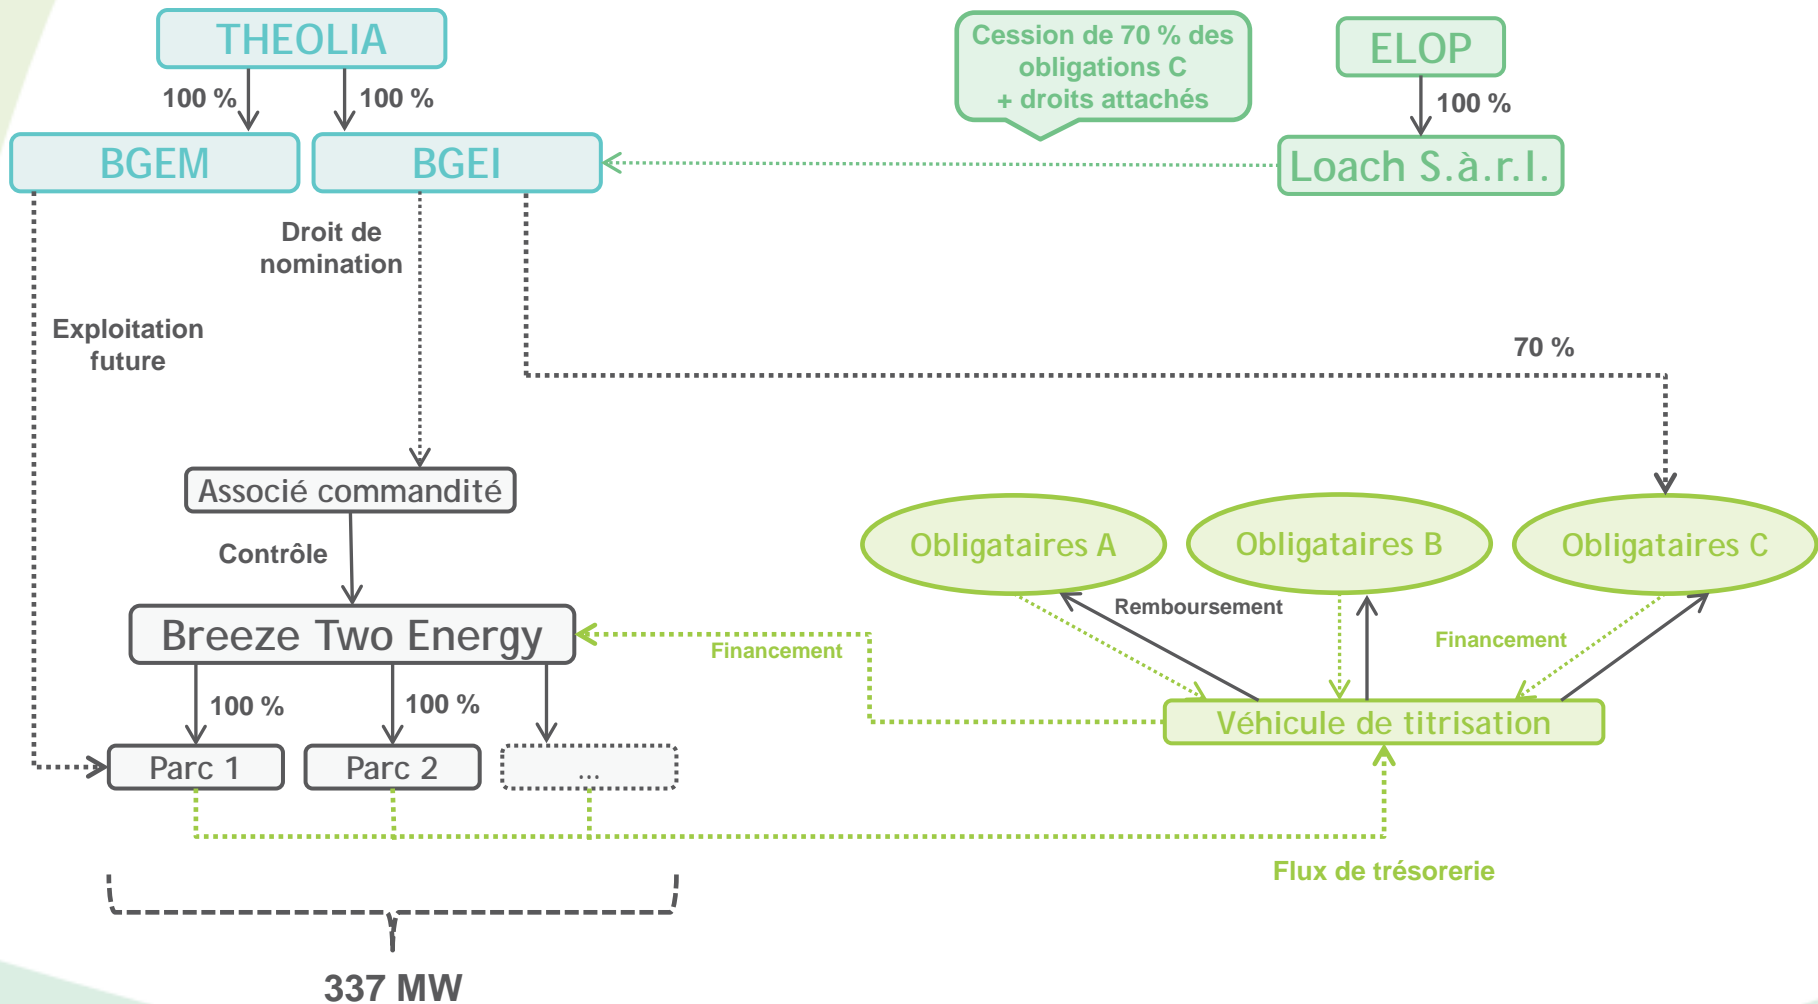 THEOLIA
Cession de 70 % des
obligations C
+ droits attachés
ELOP
100 %
100 %
100 %
BGEM
BGEI
Loach S.à.r.l.
Droit de
nomination
Exploitation
future
70 %
Associé commandité
Contrôle
Obligataires A
Obligataires B
Obligataires C
Remboursement
Breeze Two Energy
Financement
Financement
100 %
100 %
Véhicule de titrisation
Parc 1
Parc 2
...
Flux de trésorerie
337 MW